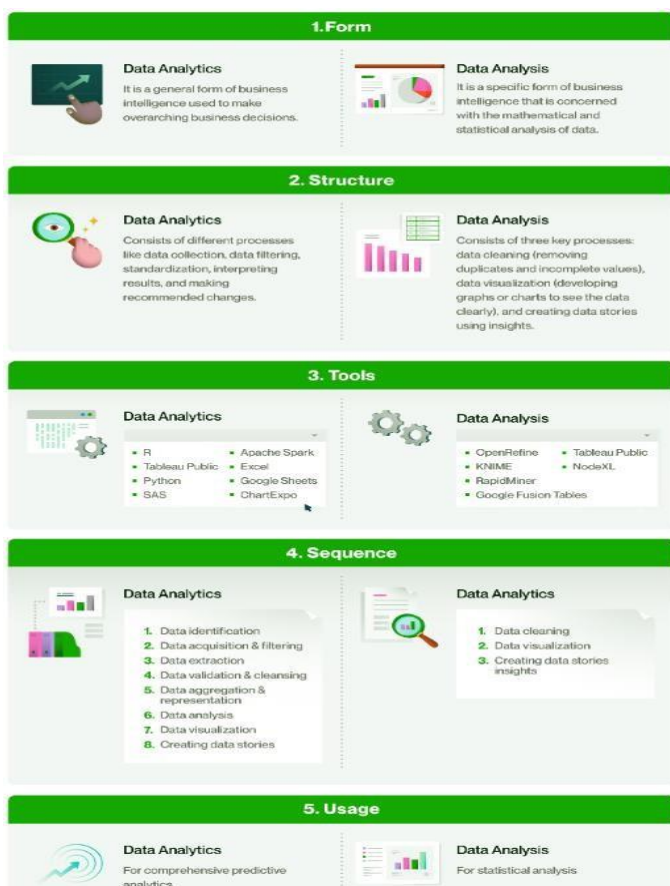 1.Form
Data Analytics
It is a general form of business
intelligence used to make
overarching business decisions.
Data Analysis
It is a specific form of business
intelligence that is concerned
with the mathematical and
statistical analysis of data.
2. Structure
Data Analytics
Consists of different processes
like data collection, data filtering,
standardization, interpreting
results, and making
recommended changes.
Data Analysis
Consists of three key processes:
data cleaning (removing
duplicates and incomplete values),
data visualization (developing
graphs or charts to see the data
clearly), and creating data stories
using insights.
3. Tools
Data Analytics
R
Tableau Public
Python
SAS
Apache Spark
Excel
Google Sheets
ChartExpo
Data Analysis
OpenRefine
KNIME
RapidMiner
Google Fusion Tables
Tableau Public
NodeXL
4. Sequence
Data Analytics
1. Data identification
2. Data acquisition & filtering
3. Data extraction
4. Data validation & cleansing
5. Data aggregation &
representation
6. Data analysis
7. Data visualization
8. Creating data stories
Data Analytics
1. Data cleaning
2. Data visualization
3. Creating data stories
insights
5. Usage
Data Analytics
For comprehensive predictive
analytics
Data Analysis
For statistical analysis